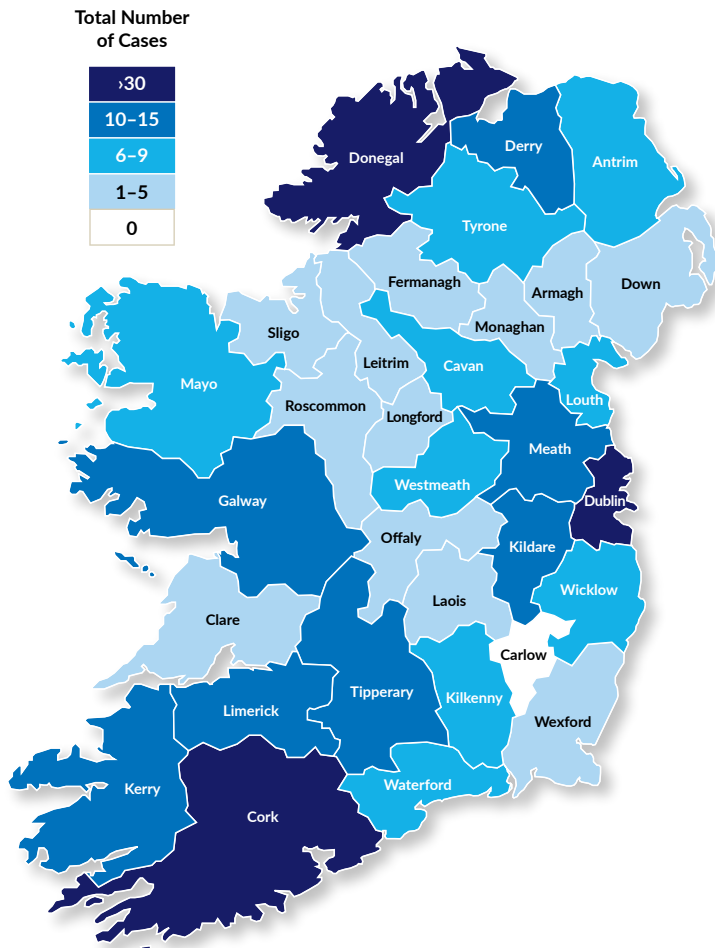 Total Number
of Cases
›30
10–15
6–9
1–5
0
Donegal
Derry
Antrim
Tyrone
Fermanagh
Armagh
Down
Monaghan
Sligo
Leitrim
Cavan
Mayo
Roscommon
Longford
Louth
Meath
Westmeath
Galway
Dublin
Offaly
Kildare
Wicklow
Laois
Clare
Carlow
Tipperary
Kilkenny
Limerick
Wexford
Waterford
Kerry
Cork